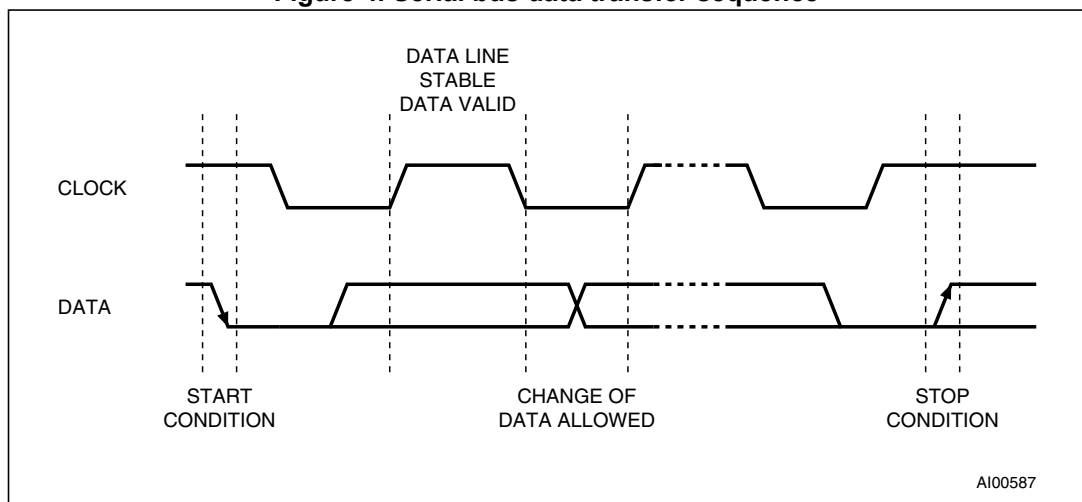 Figure 4. Serial bus data transfer sequence
DATA LINE
STABLE
DATA VALID
CLOCK
DATA
START
CONDITION
CHANGE OF
DATA ALLOWED
STOP
CONDITION
AI00587